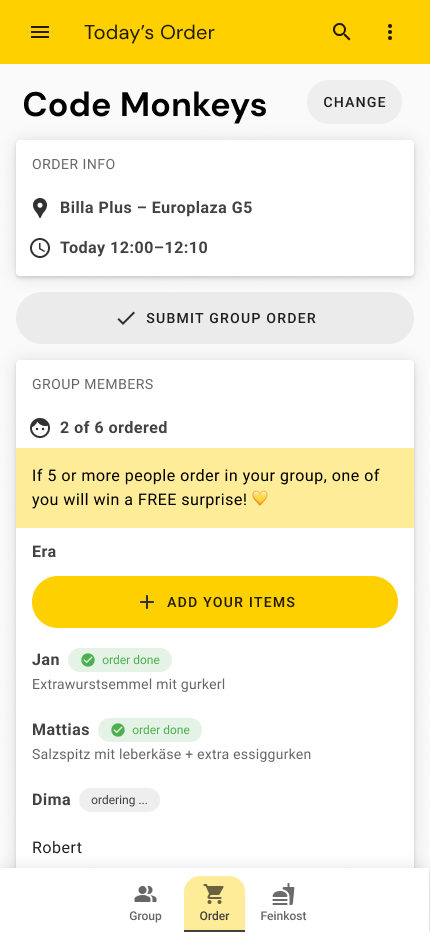 Today’s Order
Code Monkeys
CHANGE
ORDER INFO
Billa Plus – Europlaza G5
Today 12:00–12:10
SUBMIT GROUP ORDER
GROUP MEMBERS
2 of 6 ordered
If 5 or more people order in your group, one of
you will win a FREE surprise! 💛
Era
ADD YOUR ITEMS
Jan order done
Extrawurstsemmel mit gurkerl
Mattias order done
Salzspitz mit leberkäse + extra essiggurken
Dima ordering ...
Robert
Group Order Feinkost